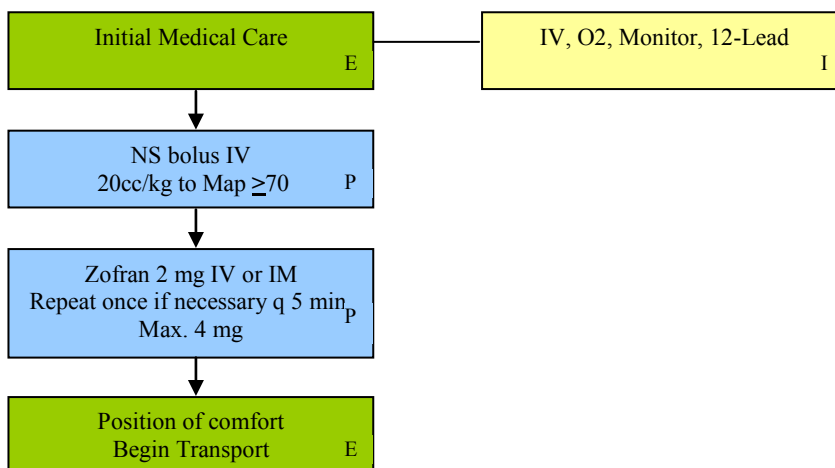 Initial Medical Care
E
IV, O2, Monitor, 12-Lead
I
NS bolus IV
20cc/kg to Map ≥70
P
Zofran 2 mg IV or IM
Repeat once if necessary q 5 min
P
Max. 4 mg
Position of comfort
Begin Transport
E